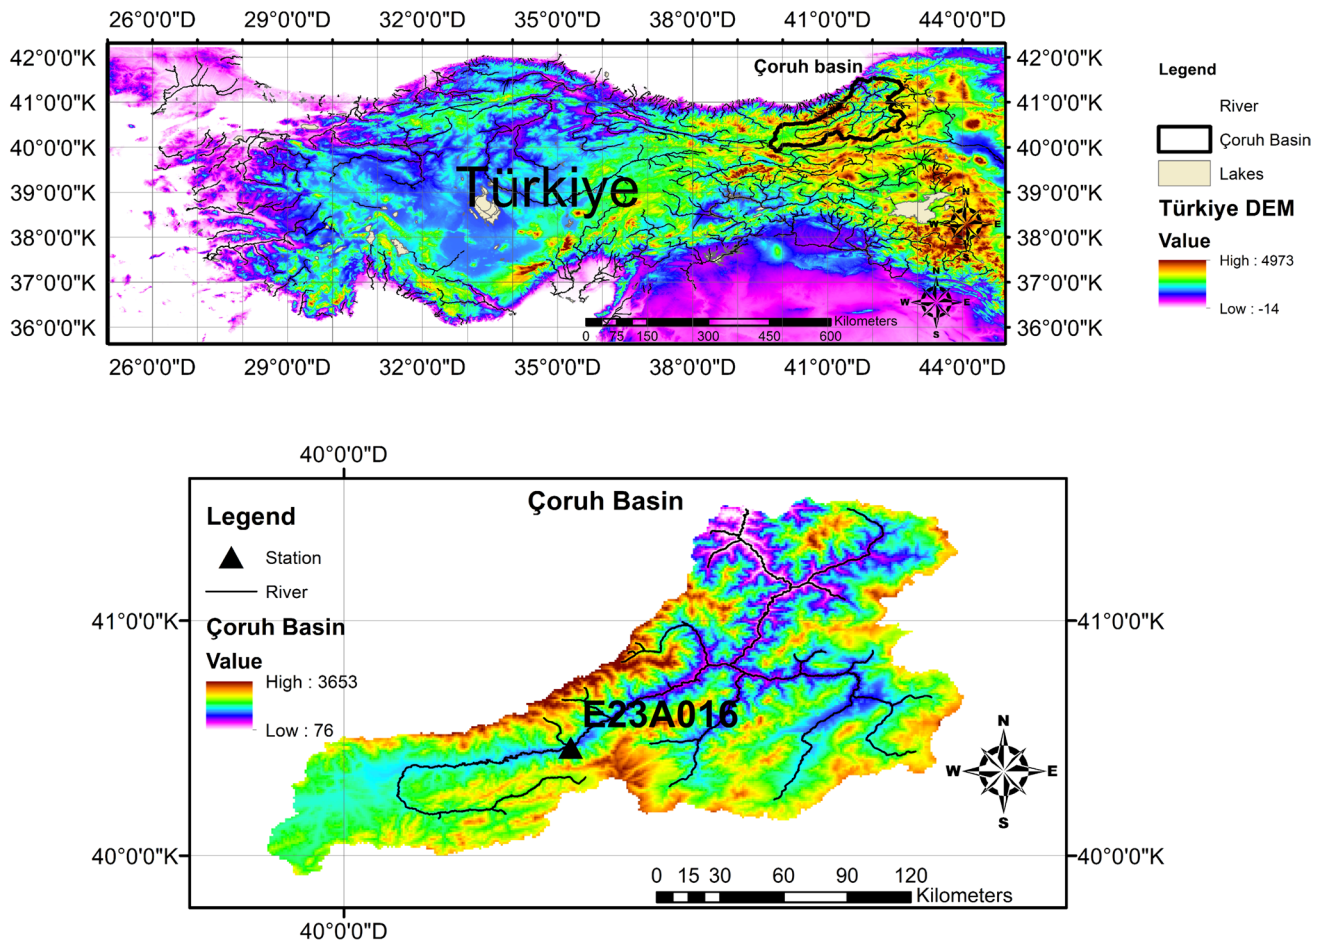 26°0'0"D 29°0'0"D 32°0'0"D 35°0'0"D 38°0'0"D 41°0'0"D 44°0'0"D
42°0'0"K 42°0'0"K
Çoruh basin
41°0'0"K 41°0'0"K
40°0'0"K 40°0'0"K
39°0'0"K 39°0'0"K
Türkiye
38°0'0"K 38°0'0"K
37°0'0"K 37°0'0"K
36°0'0"K 36°0'0"K
N
W E
S
N
W E
S
Kilometers
0 75 150 300 450 600
26°0'0"D 29°0'0"D 32°0'0"D 35°0'0"D 38°0'0"D 41°0'0"D 44°0'0"D
Legend
River
Çoruh Basin
Lakes
Türkiye DEM
Value
High : 4973
Low : -14
40°0'0"D
Çoruh Basin
Legend
Station
River
Çoruh Basin
Value
High : 3653
Low : 76
41°0'0"K 41°0'0"K
E23A016
N
W E
S
40°0'0"K 40°0'0"K
0 15 30 60 90 120
Kilometers
40°0'0"D